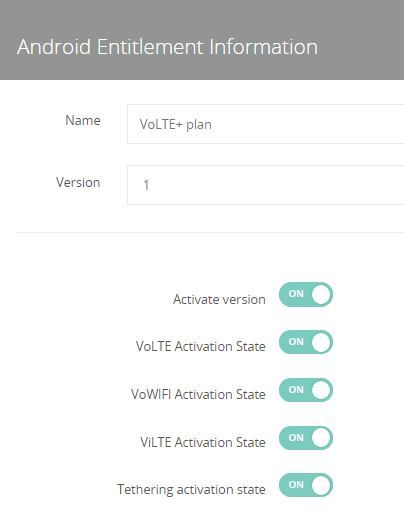 Android Entitlement Information
Name VoLTE+ plan
Version 1
Activate version ON
VoLTE Activation State ON
VoWIFI Activation State ON
ViLTE Activation State ON
Tethering activation state ON